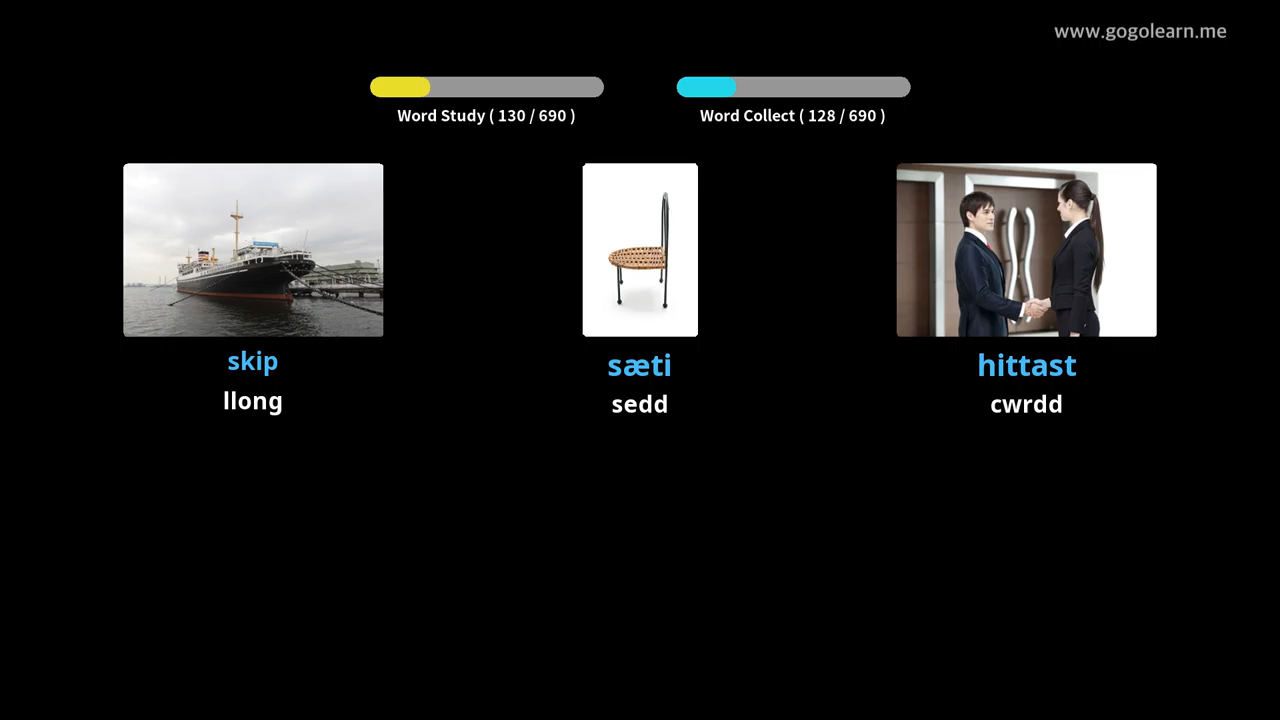 www.gogolearn.me
Word Study ( 130 / 690 )
Word Collect ( 128 / 690 )
skip
sæti
hittast
llong
sedd
cwrdd